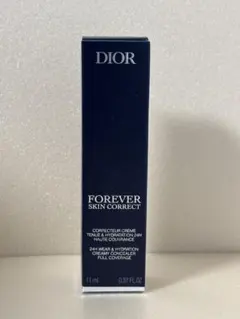 DIOR
FOREVER
SKIN CORRECT
CORRECTEUR CRÈME
TENUE & HYDRATATION 24H
HAUTE COUVRANCE
24H WEAR & HYDRATION
CREAMY CONCEALER
FULL COVERAGE
11 ml 0.37 FL.OZ